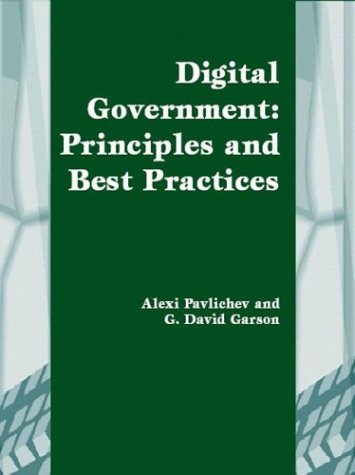 Digital
Government:
Principles and
Best Practices
Alexi Pavlichev and
G. David Garson